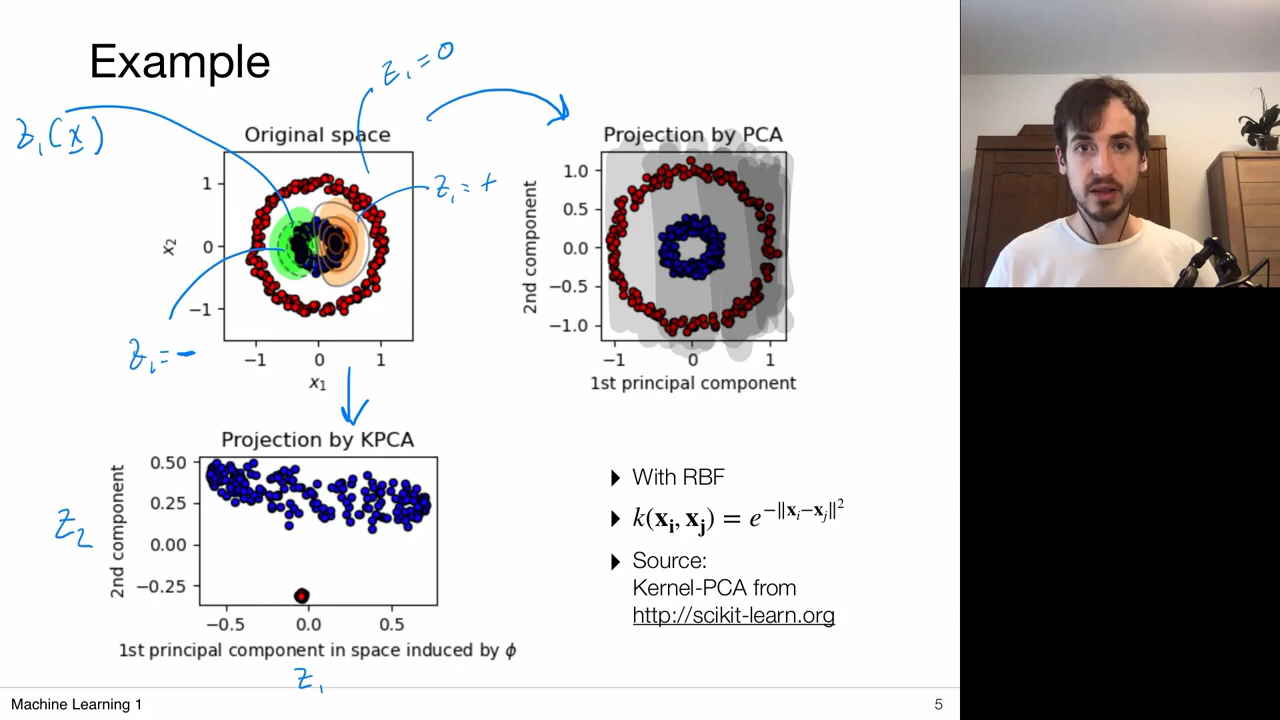 Example
z₁ = 0
z₁(x)
Original space
z₁ = +
1
0
−1
x₂
−1 0 1
x₁
z₁ = −
Projection by PCA
1.0
0.5
0.0
−0.5
−1.0
2nd component
−1 0 1
1st principal component
Projection by KPCA
0.50
0.25
0.00
−0.25
2nd component
z₂
−0.5 0.0 0.5
1st principal component in space induced by ϕ
z₁
With RBF
k(xᵢ, xⱼ) = e^−‖xᵢ−xⱼ‖²
Source:
Kernel-PCA from
http://scikit-learn.org
Machine Learning 1
5